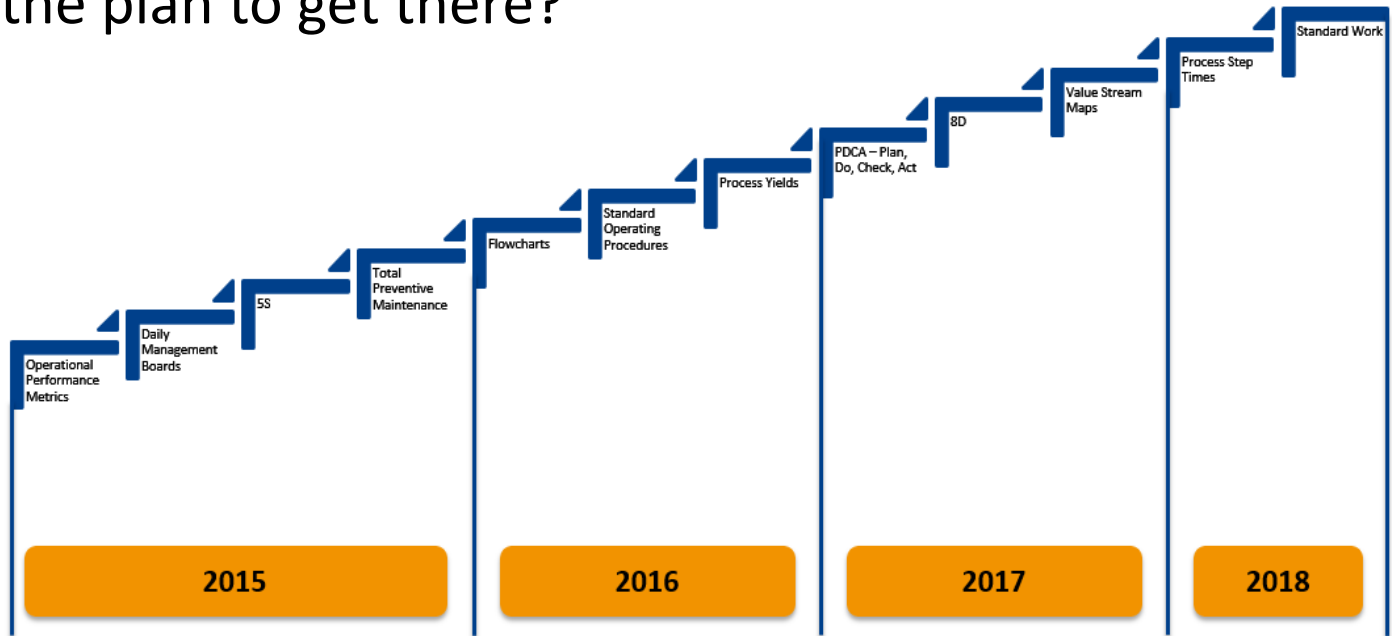 the plan to get there?
Operational
Performance
Metrics
Daily
Management
Boards
5S
Total
Preventive
Maintenance
Flowcharts
Standard
Operating
Procedures
Process Yields
PDCA – Plan,
Do, Check, Act
8D
Value Stream
Maps
Process Step
Times
Standard Work
2015
2016
2017
2018